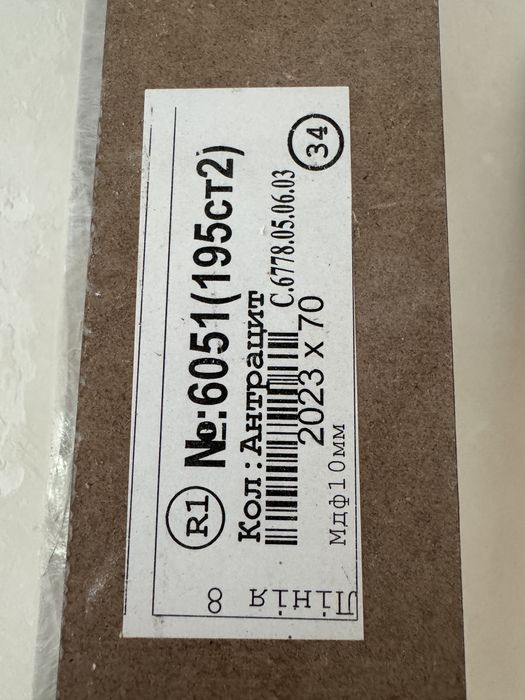 R1 №:6051(195ст2) 34
Кол:Антрацит С.6778.05.06.03
2023 x 70
Мдф10мм
Лінія 8